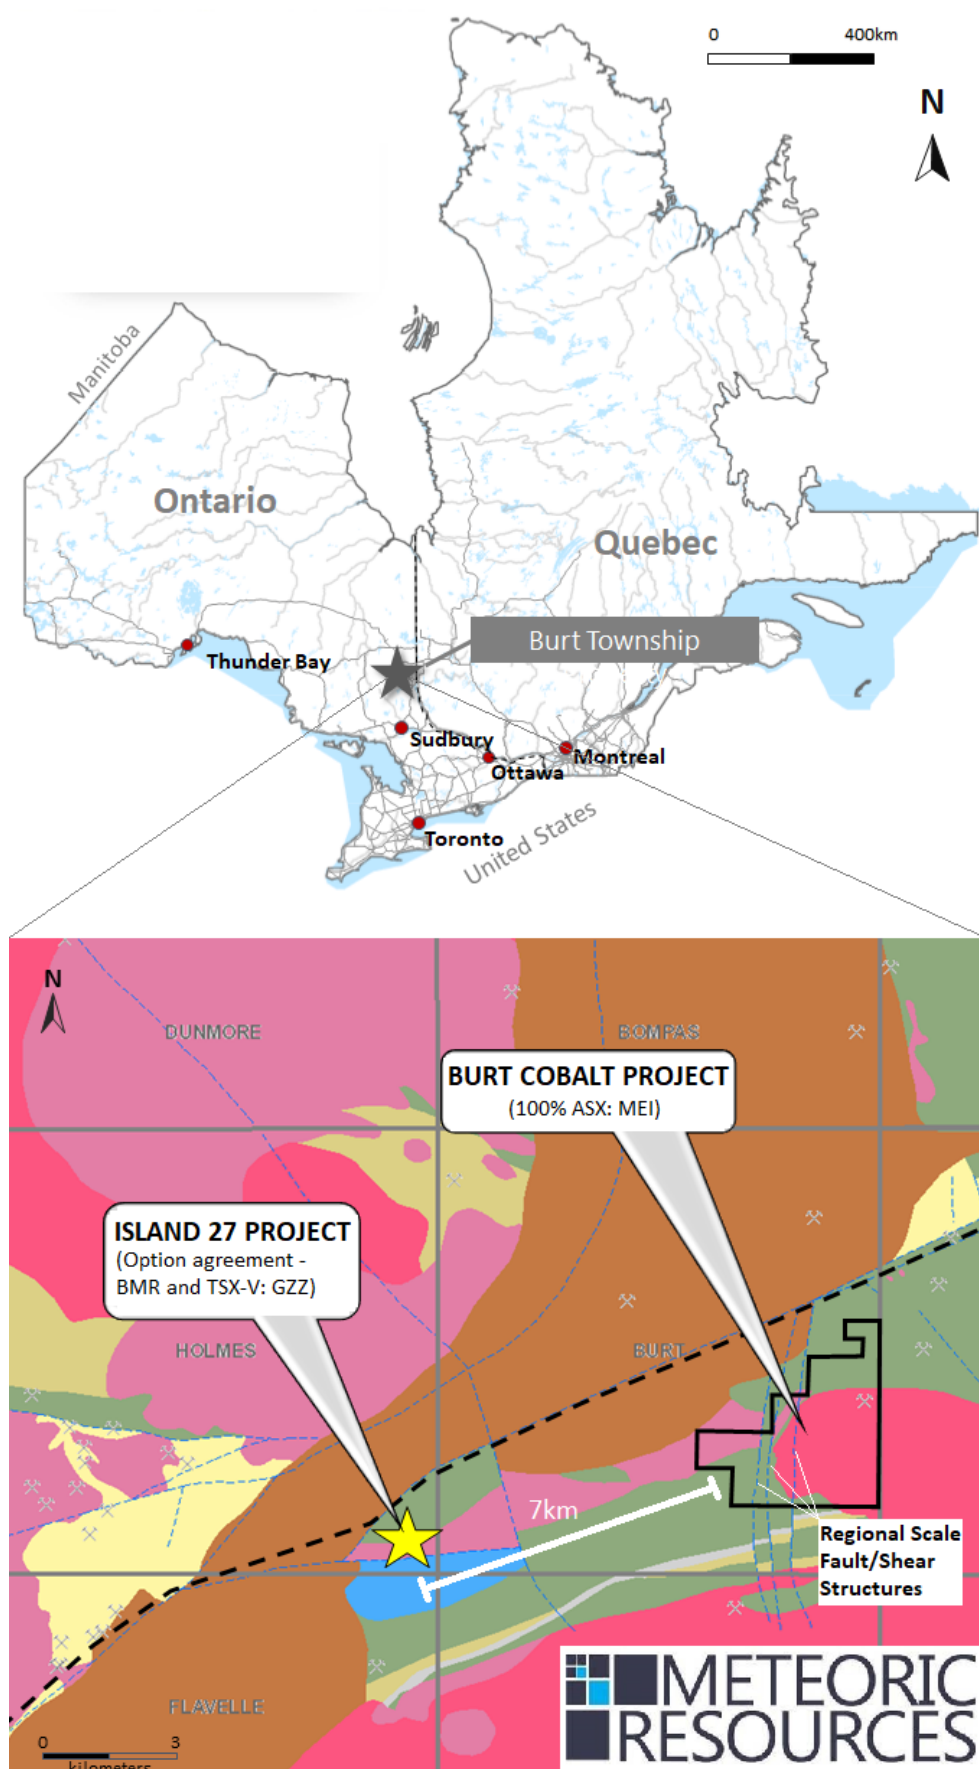 0 400km
N
Manitoba
Ontario
Quebec
Burt Township
Thunder Bay
Sudbury
Montreal
Ottawa
Toronto
United States
N
DUNMORE
BOMPAS
BURT COBALT PROJECT
(100% ASX: MEI)
ISLAND 27 PROJECT
(Option agreement -
BMR and TSX-V: GZZ)
HOLMES
BURT
7km
Regional Scale
Fault/Shear
Structures
FLAVELLE
0 3
kilometers
METEORIC
RESOURCES